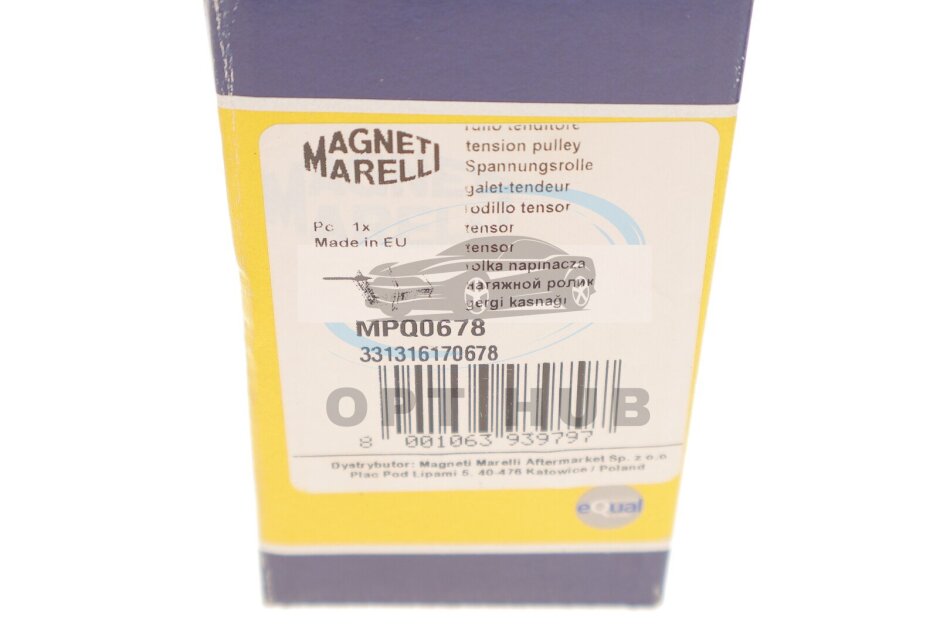 MAGNETI
MARELLI
rullo tenditore
tension pulley
Spannungsrolle
galet-tendeur
rodillo tensor
tensor
tensor
rolka napinacza
натяжной ролик
gergi kasnağı
Pc 1x
Made in EU
MPQ0678
331316170678
OPT HUB
8 001063 939797
Dystrybutor: Magneti Marelli Aftermarket Sp. z o.o
Plac Pod Lipami 5, 40-476 Katowice / Poland
eQual